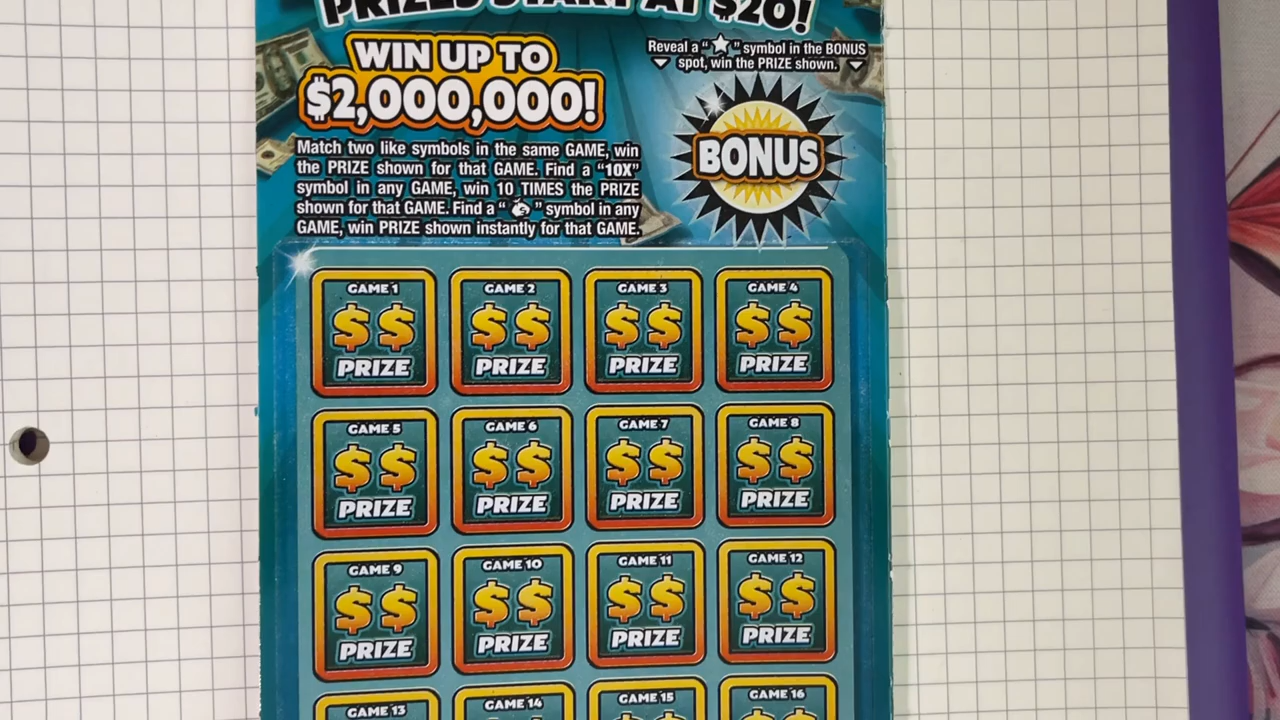 PRIZES START AT $20!
WIN UP TO
$2,000,000!
Reveal a "☆" symbol in the BONUS
spot, win the PRIZE shown.
BONUS
Match two like symbols in the same GAME, win
the PRIZE shown for that GAME. Find a "10X"
symbol in any GAME, win 10 TIMES the PRIZE
shown for that GAME. Find a " " symbol in any
GAME, win PRIZE shown instantly for that GAME.
GAME 1 GAME 2 GAME 3 GAME 4
$$ $$ $$ $$
PRIZE PRIZE PRIZE PRIZE
GAME 5 GAME 6 GAME 7 GAME 8
$$ $$ $$ $$
PRIZE PRIZE PRIZE PRIZE
GAME 9 GAME 10 GAME 11 GAME 12
$$ $$ $$ $$
PRIZE PRIZE PRIZE PRIZE
GAME 13 GAME 14 GAME 15 GAME 16